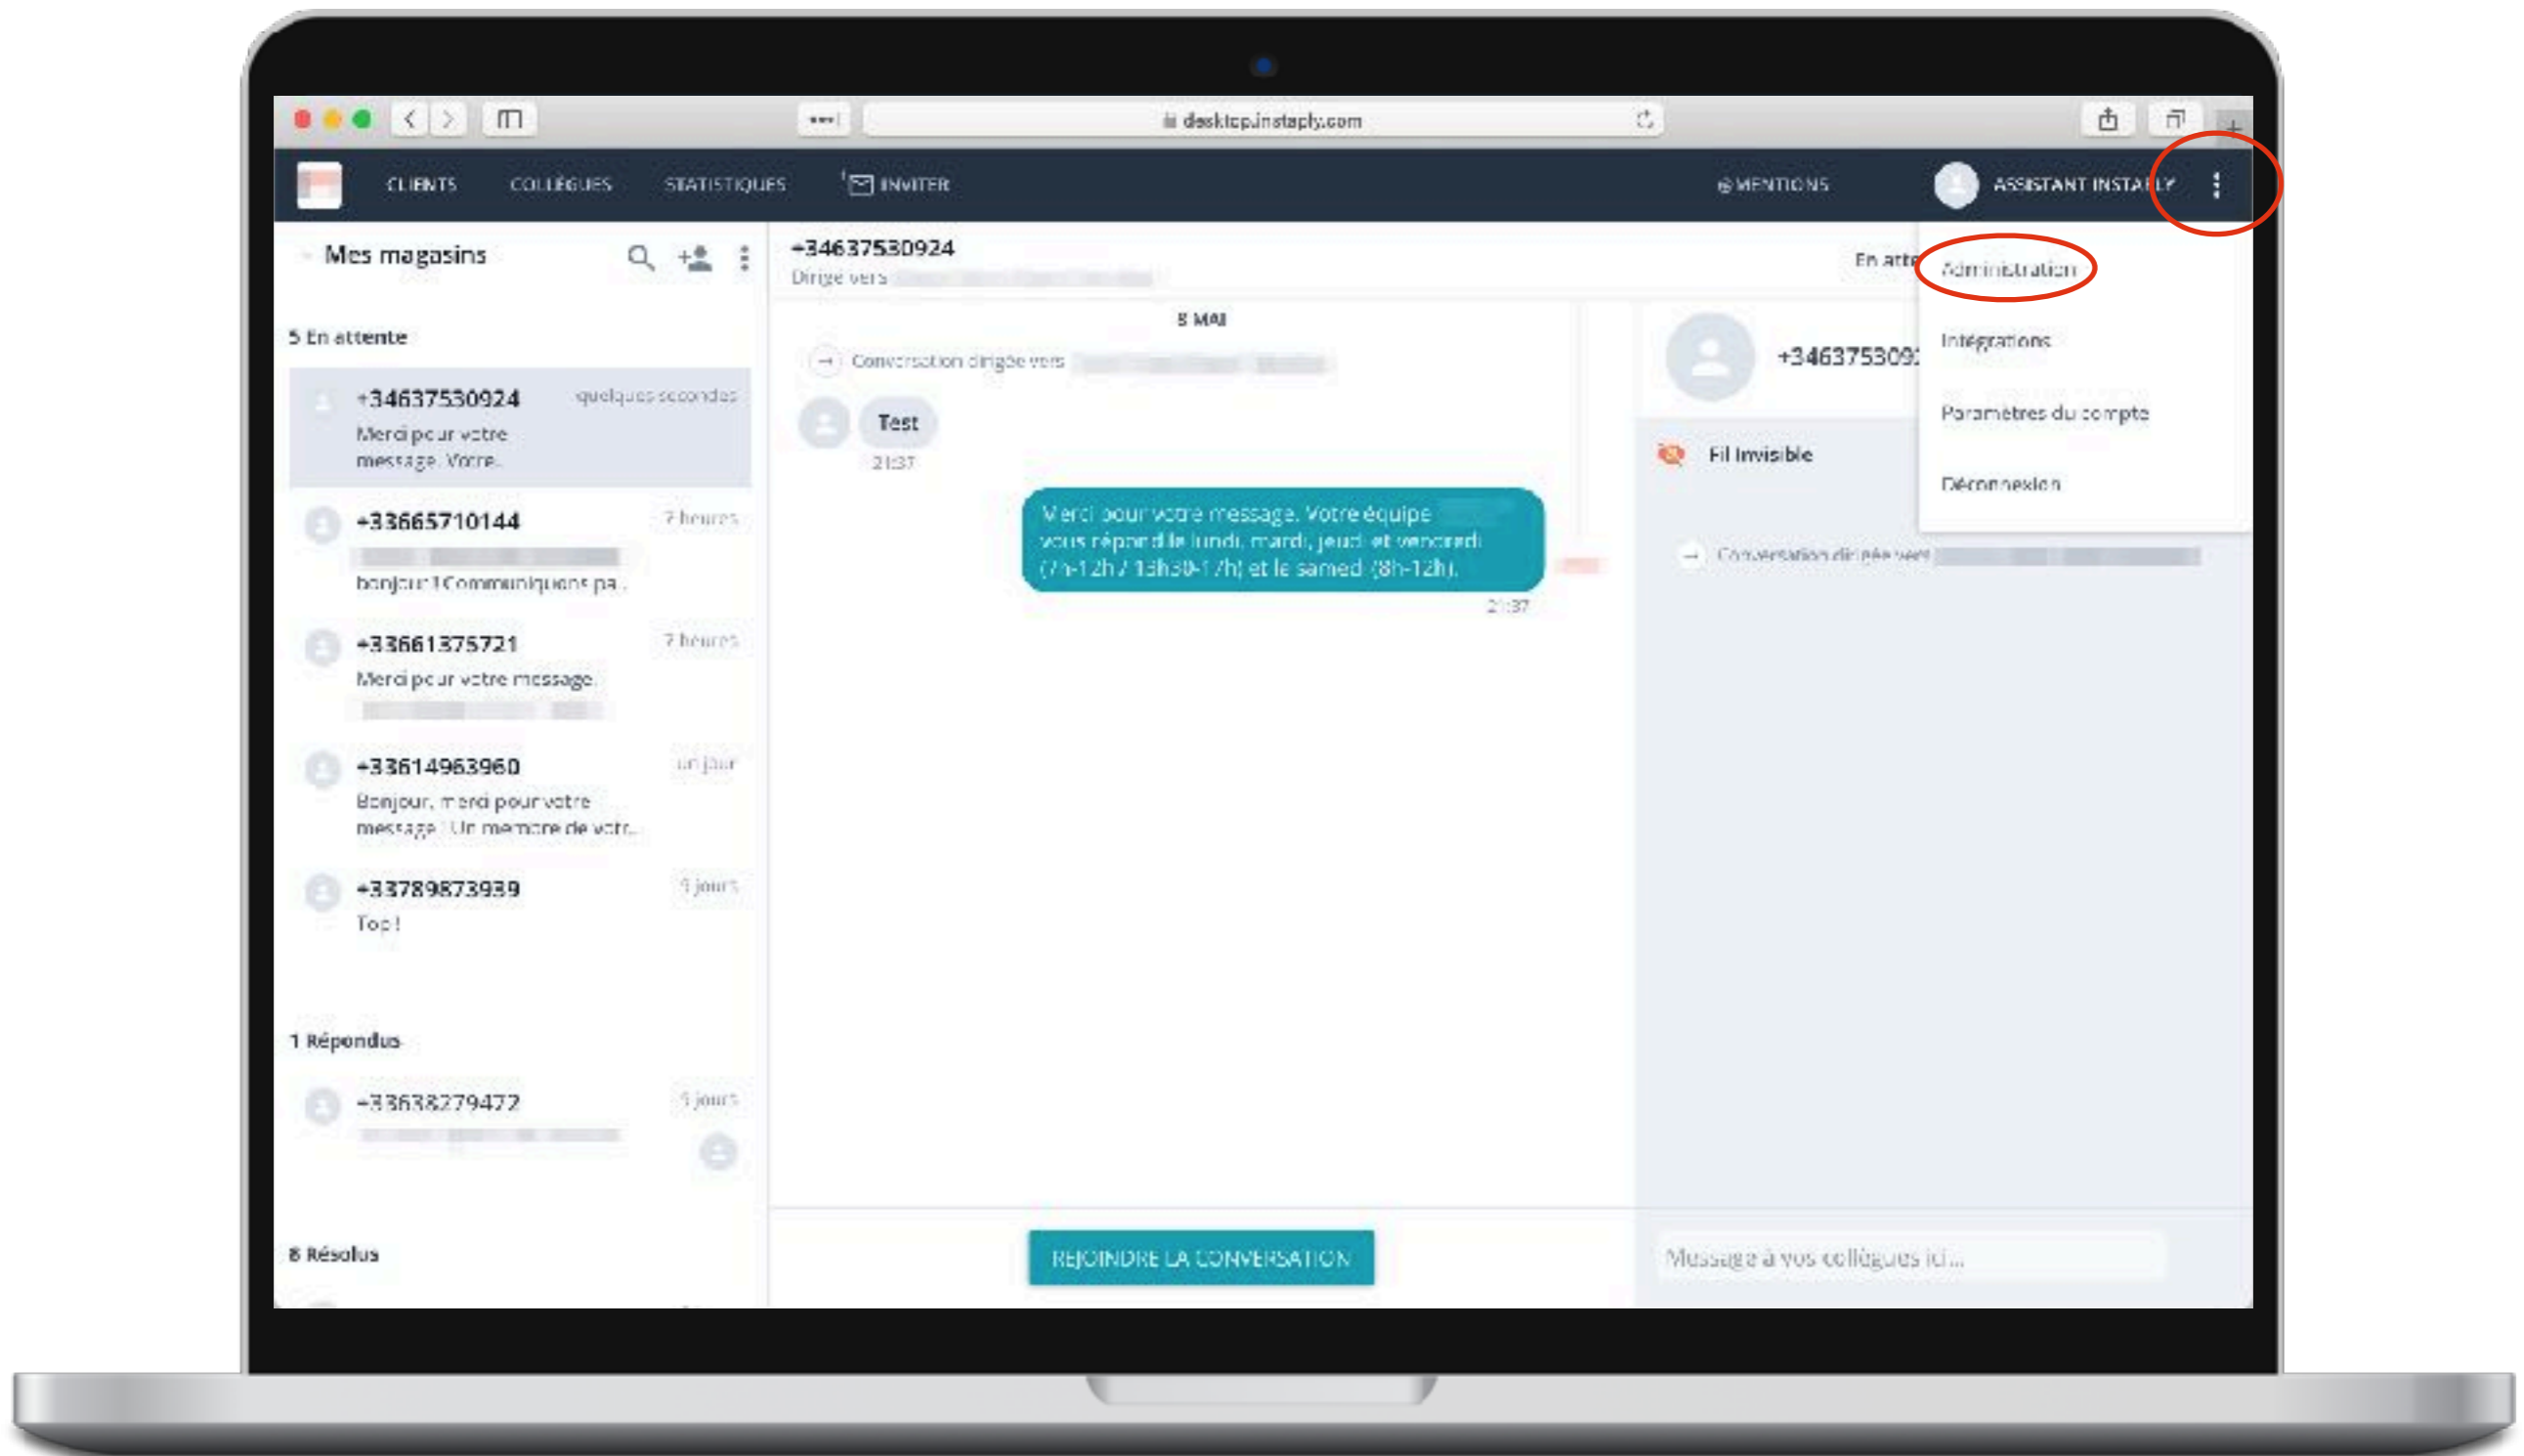 desktop.instaply.com
CLIENTS
COLLÈGUES
STATISTIQUES
INVITER
@MENTIONS
ASSISTANT INSTAPLY
Mes magasins
5 En attente
+34637530924
quelques secondes
Merci pour votre
message. Votre..
+33665710144
7 heures
bonjour ! Communiquons pa..
+33661375721
7 heures
Merci pour votre message.
+33614963960
un jour
Bonjour, merci pour votre
message ! Un membre de votr...
+33789873939
jours
Top !
1 Répondus
+33638279472
jours
8 Résolus
+34637530924
Dirigé vers
En atte
8 MAI
Conversation dirigée vers
Test
21:37
Merci pour votre message. Votre équipe
vous répond le lundi, mardi, jeudi et vendredi
(7h-12h / 13h30-17h) et le samedi (8h-12h).
21:37
REJOINDRE LA CONVERSATION
+3463753092
Fil Invisible
Conversation dirigée vers
Message à vos collègues ici...
Administration
Intégrations
Paramètres du compte
Déconnexion